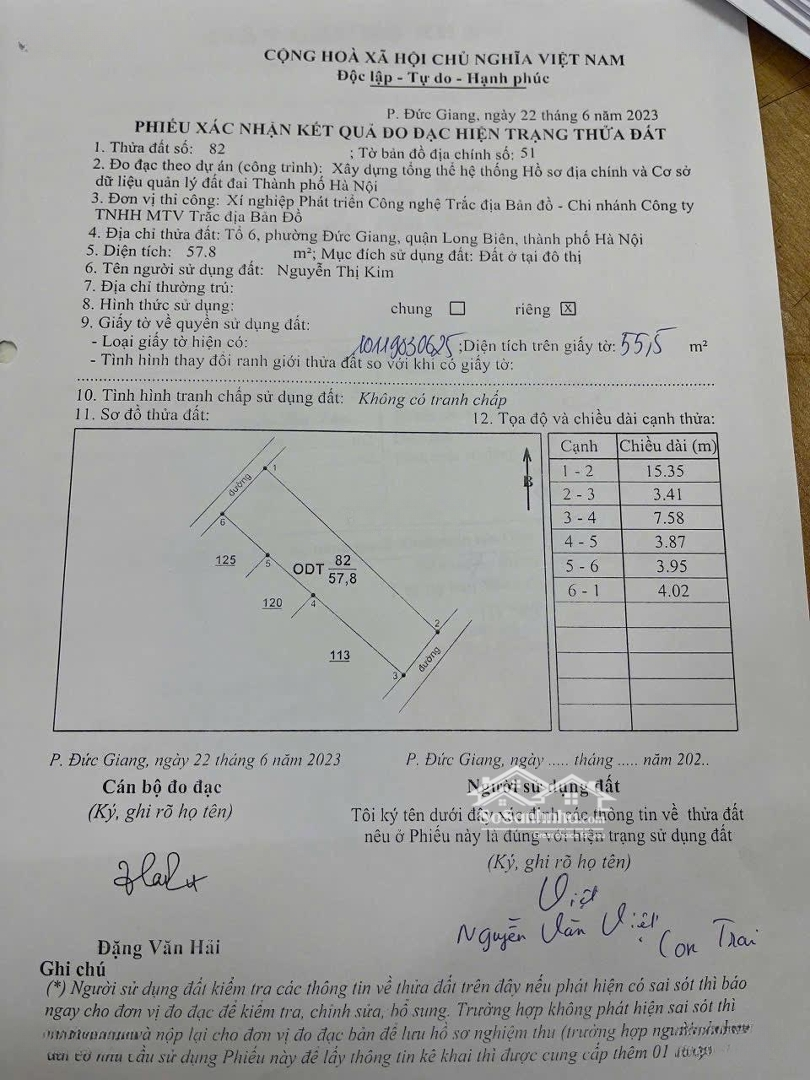 CỘNG HOÀ XÃ HỘI CHỦ NGHĨA VIỆT NAM
Độc lập - Tự do - Hạnh phúc
P. Đức Giang, ngày 22 tháng 6 năm 2023
PHIẾU XÁC NHẬN KẾT QUẢ ĐO ĐẠC HIỆN TRẠNG THỬA ĐẤT
1. Thửa đất số: 82 ; Tờ bản đồ địa chính số: 51
2. Đo đạc theo dự án (công trình): Xây dựng tổng thể hệ thống Hồ sơ địa chính và Cơ sở
dữ liệu quản lý đất đai Thành phố Hà Nội
3. Đơn vị thi công: Xí nghiệp Phát triển Công nghệ Trắc địa Bản đồ - Chi nhánh Công ty
TNHH MTV Trắc địa Bản Đồ
4. Địa chỉ thửa đất: Tổ 6, phường Đức Giang, quận Long Biên, thành phố Hà Nội
5. Diện tích: 57.8 m²; Mục đích sử dụng đất: Đất ở tại đô thị
6. Tên người sử dụng đất: Nguyễn Thị Kim
7. Địa chỉ thường trú:
8. Hình thức sử dụng: chung ☐ riêng ☒
9. Giấy tờ về quyền sử dụng đất:
- Loại giấy tờ hiện có: 10119030625 ;Diện tích trên giấy tờ: 55,5 m²
- Tình hình thay đổi ranh giới thửa đất so với khi có giấy tờ:
10. Tình hình tranh chấp sử dụng đất: Không có tranh chấp
11. Sơ đồ thửa đất:
12. Tọa độ và chiều dài cạnh thửa:
Cạnh Chiều dài (m)
1 - 2 15.35
2 - 3 3.41
3 - 4 7.58
4 - 5 3.87
5 - 6 3.95
6 - 1 4.02
B
đường
1
6
125
5
ODT 82
57,8
120
4
113
2
3
đường
P. Đức Giang, ngày 22 tháng 6 năm 2023
Cán bộ đo đạc
(Ký, ghi rõ họ tên)
Đặng Văn Hải
P. Đức Giang, ngày ..... tháng ..... năm 202..
Người sử dụng đất
Tôi ký tên dưới đây xác định các thông tin về thửa đất
nêu ở Phiếu này là đúng với hiện trạng sử dụng đất
(Ký, ghi rõ họ tên)
Việt
Nguyễn Văn Việt Con Trai
Ghi chú
(*) Người sử dụng đất kiểm tra các thông tin về thửa đất trên đây nếu phát hiện có sai sót thì báo
ngay cho đơn vị đo đạc để kiểm tra, chỉnh sửa, bổ sung. Trường hợp không phát hiện sai sót thì
và nộp lại cho đơn vị đo đạc bản để lưu hồ sơ nghiệm thu (trường hợp
sử dụng Phiếu này để lấy thông tin kê khai thì được cung cấp thêm 01